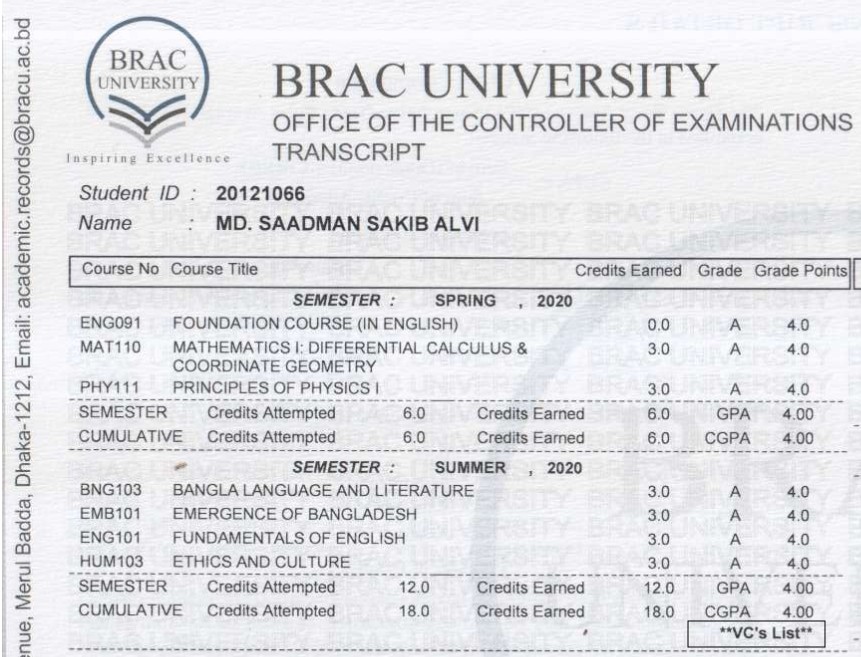 BRAC
UNIVERSITY
Inspiring Excellence
BRAC UNIVERSITY
OFFICE OF THE CONTROLLER OF EXAMINATIONS
TRANSCRIPT
Student ID : 20121066
Name : MD. SAADMAN SAKIB ALVI
Course No Course Title Credits Earned Grade Grade Points
SEMESTER : SPRING , 2020
ENG091 FOUNDATION COURSE (IN ENGLISH) 0.0 A 4.0
MAT110 MATHEMATICS I: DIFFERENTIAL CALCULUS & 3.0 A 4.0
COORDINATE GEOMETRY
PHY111 PRINCIPLES OF PHYSICS I 3.0 A 4.0
SEMESTER Credits Attempted 6.0 Credits Earned 6.0 GPA 4.00
CUMULATIVE Credits Attempted 6.0 Credits Earned 6.0 CGPA 4.00
SEMESTER : SUMMER , 2020
BNG103 BANGLA LANGUAGE AND LITERATURE 3.0 A 4.0
EMB101 EMERGENCE OF BANGLADESH 3.0 A 4.0
ENG101 FUNDAMENTALS OF ENGLISH 3.0 A 4.0
HUM103 ETHICS AND CULTURE 3.0 A 4.0
SEMESTER Credits Attempted 12.0 Credits Earned 12.0 GPA 4.00
CUMULATIVE Credits Attempted 18.0 Credits Earned 18.0 CGPA 4.00
**VC's List**
Merul Badda, Dhaka-1212, Email: academic.records@bracu.ac.bd